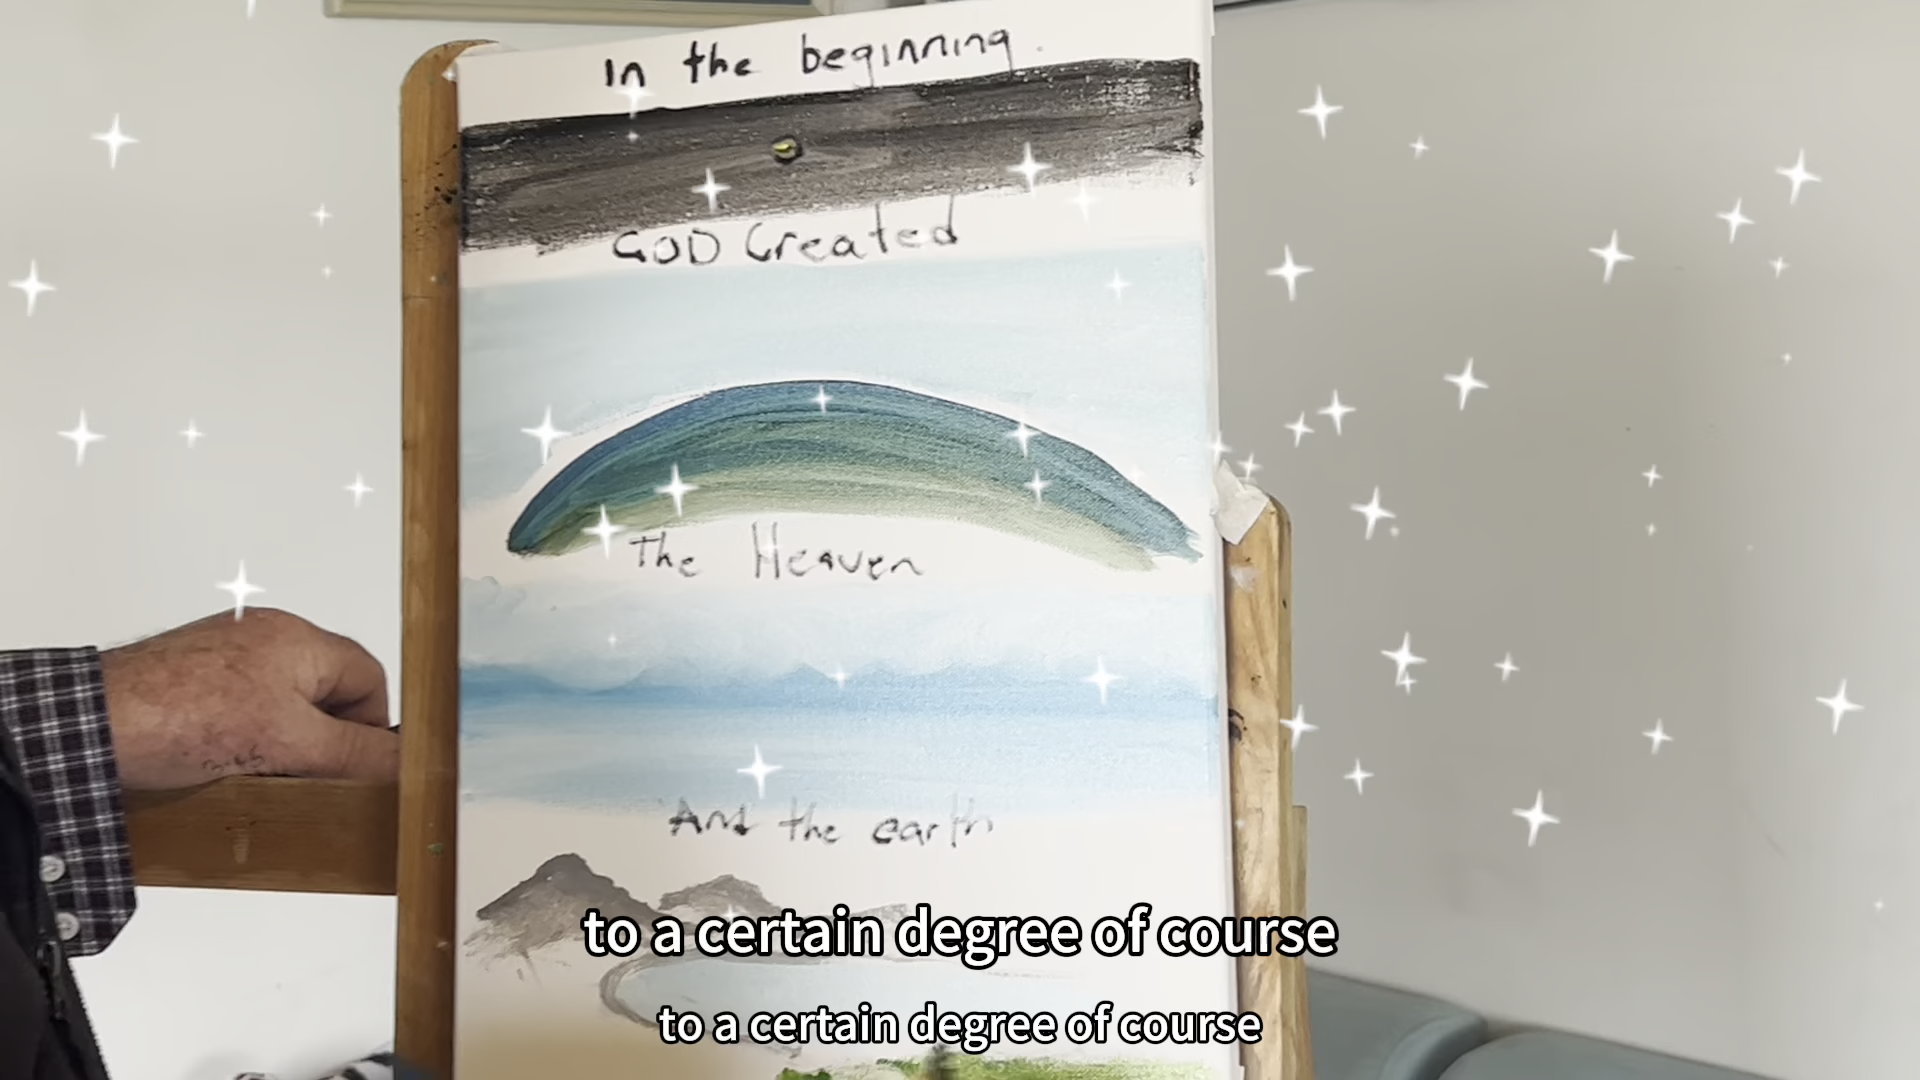 In the beginning.
GOD Created
The Heaven
And the earth
to a certain degree of course
to a certain degree of course